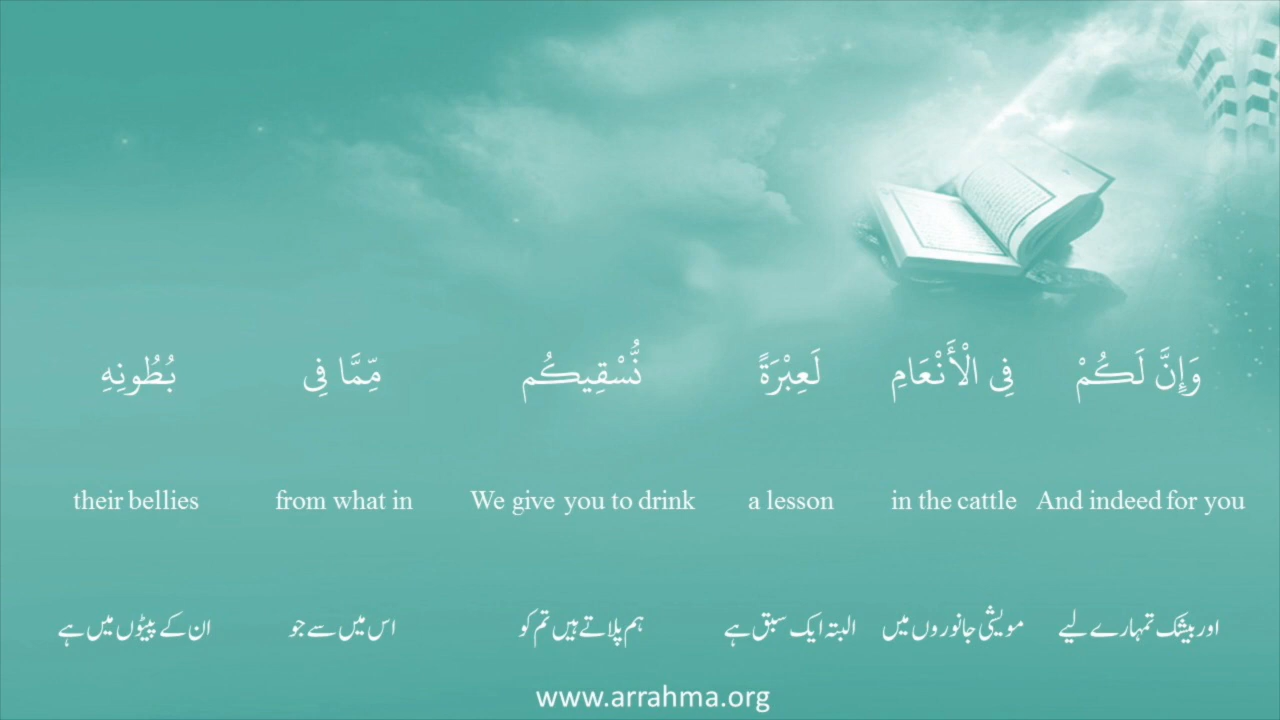 وَإِنَّ لَكُمْ فِى الْأَنْعَامِ لَعِبْرَةً نُّسْقِيكُم مِّمَّا فِى بُطُونِهِ
their bellies from what in We give you to drink a lesson in the cattle And indeed for you
اور بیشک تمہارے لیے مویشی جانوروں میں البتہ ایک سبق ہے ہم پلاتے ہیں تم کو اس میں سے جو ان کے پیٹوں میں ہے
www.arrahma.org